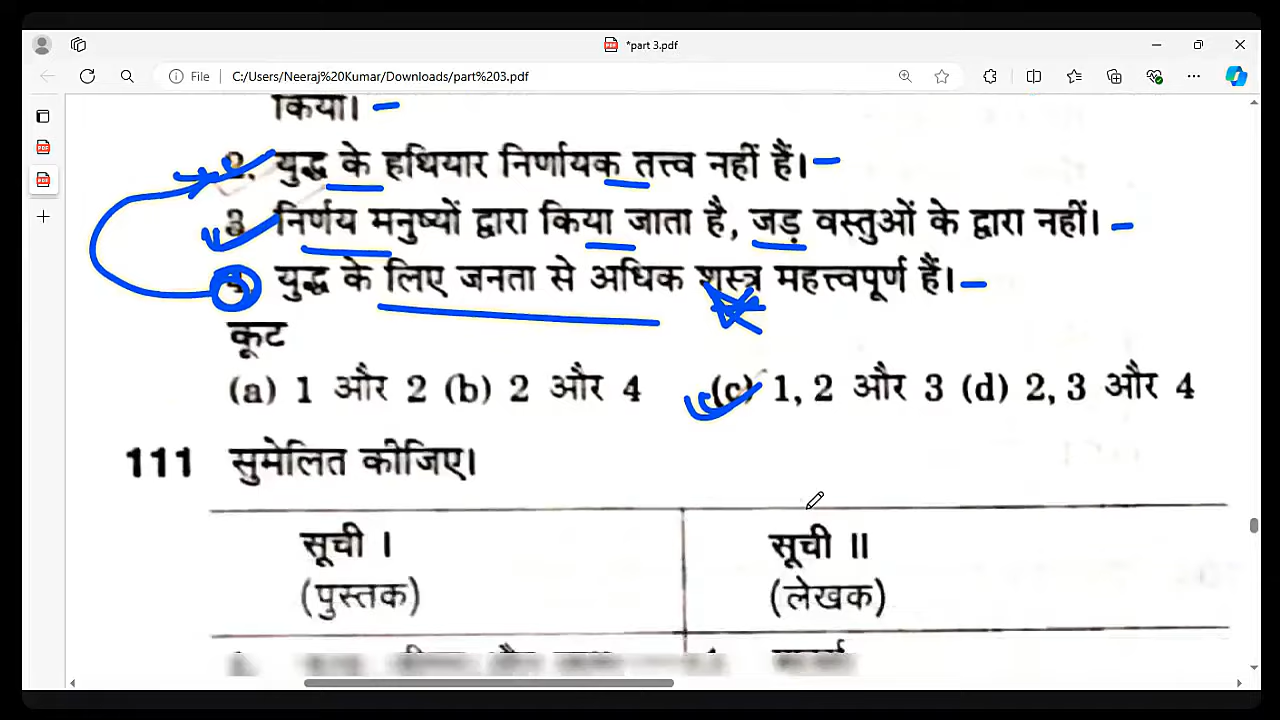 *part 3.pdf
File C:/Users/Neeraj%20Kumar/Downloads/part%203.pdf
किया।
2. युद्ध के हथियार निर्णायक तत्त्व नहीं हैं।
3 निर्णय मनुष्यों द्वारा किया जाता है, जड़ वस्तुओं के द्वारा नहीं।
युद्ध के लिए जनता से अधिक शस्त्र महत्त्वपूर्ण हैं।
कूट
(a) 1 और 2 (b) 2 और 4 (c) 1, 2 और 3 (d) 2, 3 और 4
111 सुमेलित कीजिए।
सूची I सूची II
(पुस्तक) (लेखक)